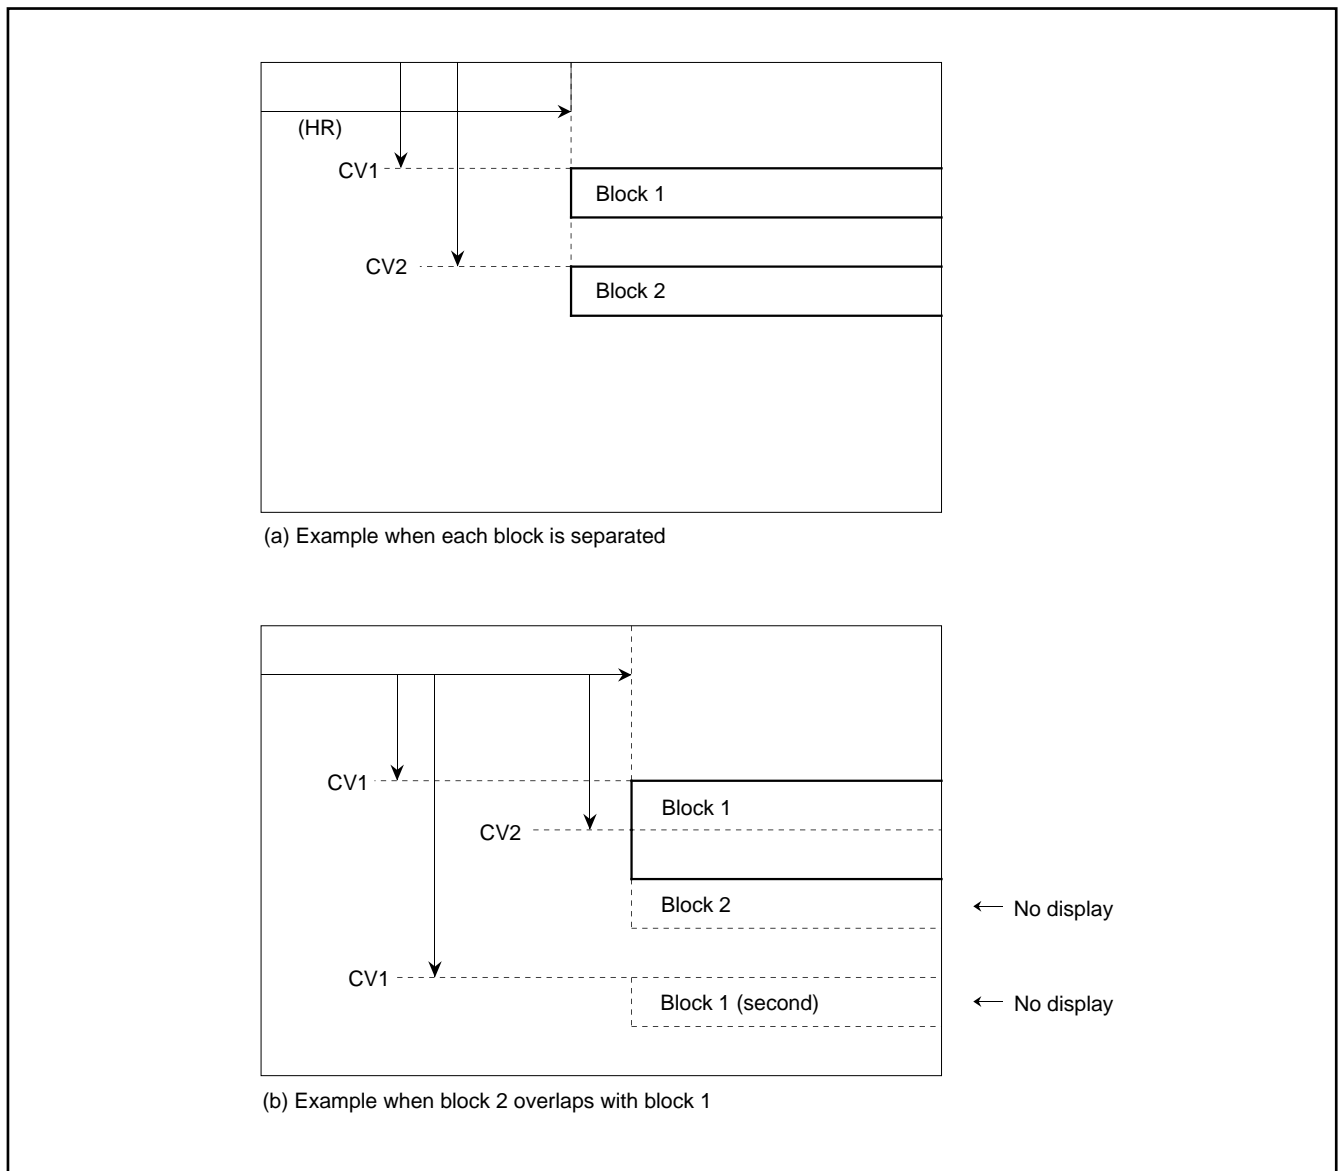 (HR)
CV1
Block 1
CV2
Block 2
(a) Example when each block is separated
CV1
Block 1
CV2
Block 2
No display
CV1
Block 1 (second)
No display
(b) Example when block 2 overlaps with block 1